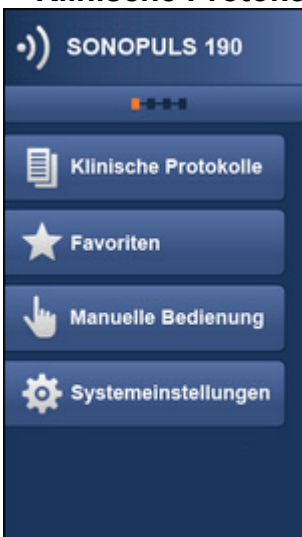 SONOPULS 190
Klinische Protokolle
Favoriten
Manuelle Bedienung
Systemeinstellungen